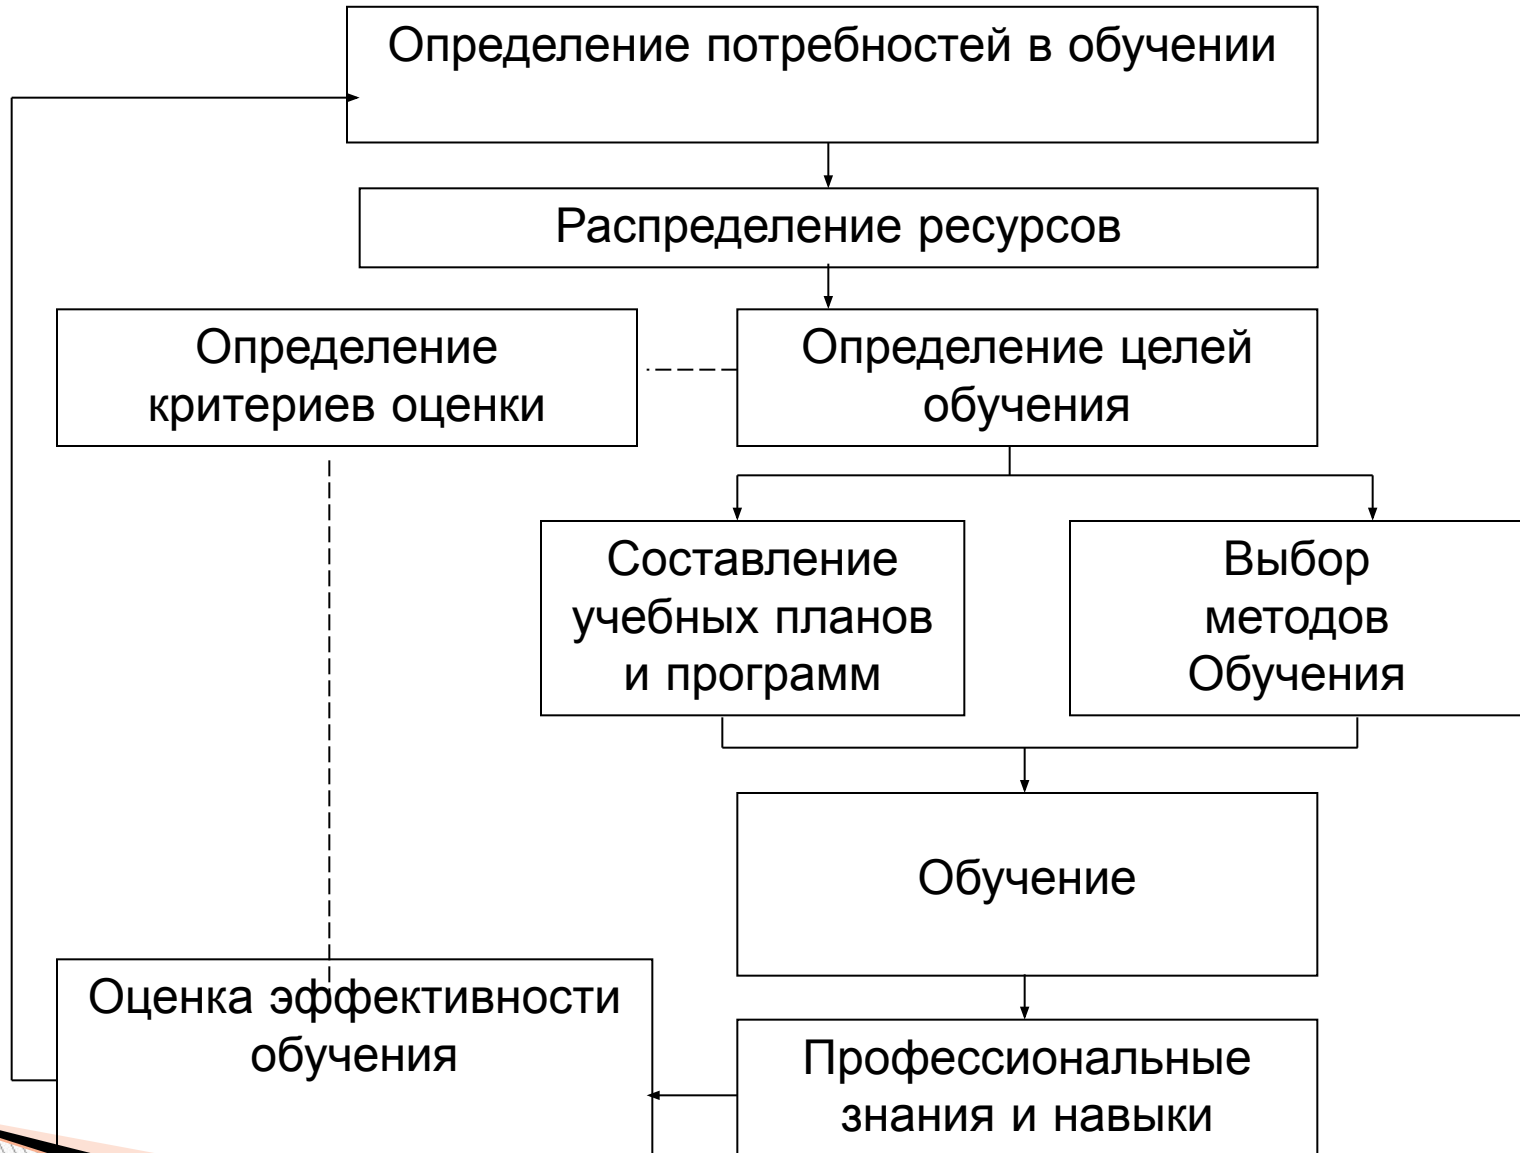 Определение потребностей в обучении
Распределение ресурсов
Определение
критериев оценки
Определение целей
обучения
Составление
учебных планов
и программ
Выбор
методов
Обучения
Обучение
Оценка эффективности
обучения
Профессиональные
знания и навыки